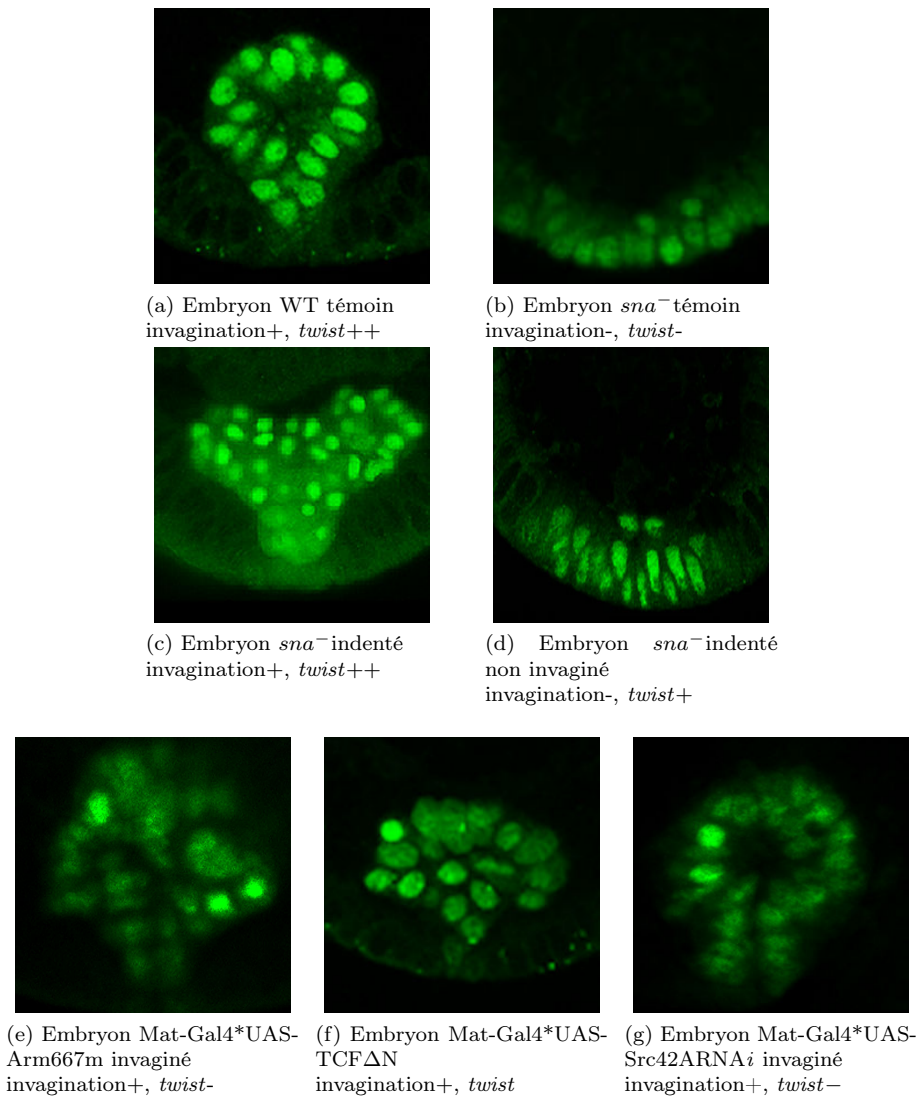 (a) Embryon WT témoin
invagination+, twist++
(b) Embryon sna⁻témoin
invagination-, twist-
(c) Embryon sna⁻indenté
invagination+, twist++
(d) Embryon sna⁻indenté
non invaginé
invagination-, twist+
(e) Embryon Mat-Gal4*UAS-
Arm667m invaginé
invagination+, twist-
(f) Embryon Mat-Gal4*UAS-
TCFΔN
invagination+, twist
(g) Embryon Mat-Gal4*UAS-
Src42ARNAi invaginé
invagination+, twist−